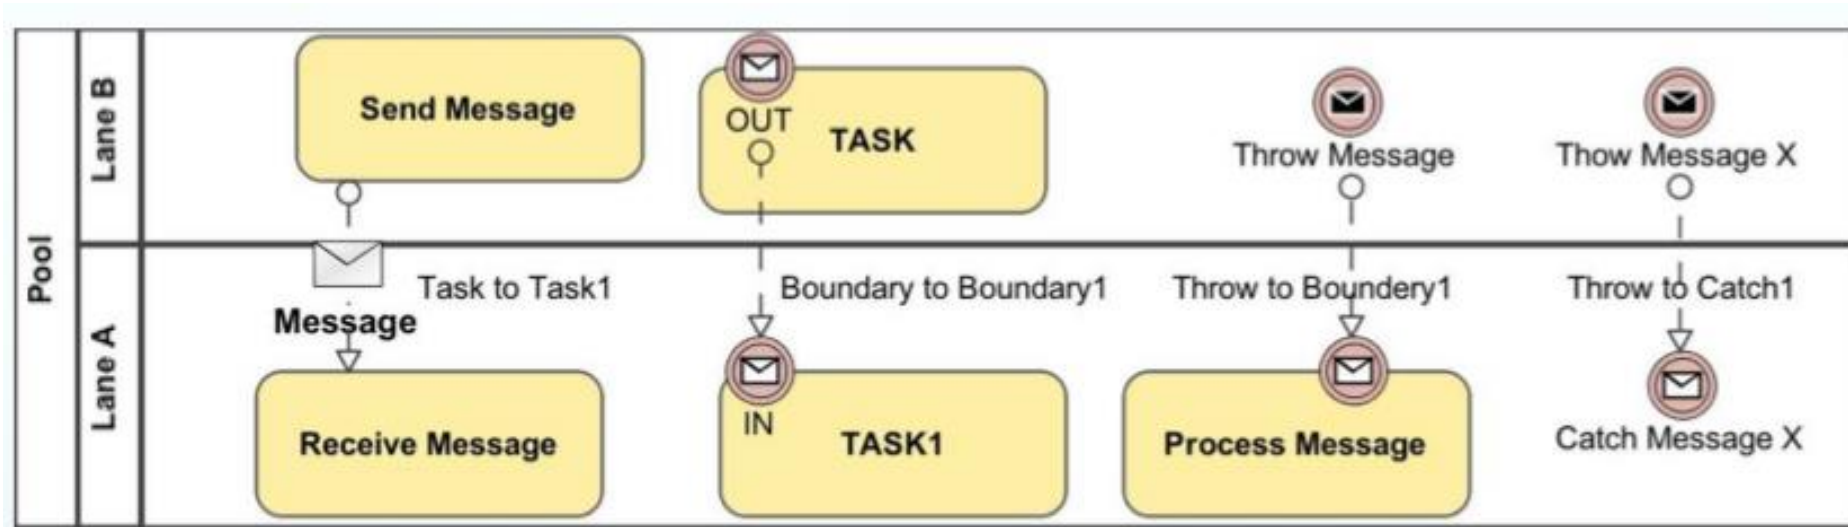 Pool
Lane B
Send Message
OUT
TASK
Throw Message
Thow Message X
Lane A
Task to Task1
Boundary to Boundary1
Throw to Boundery1
Throw to Catch1
Message
Receive Message
IN
TASK1
Process Message
Catch Message X